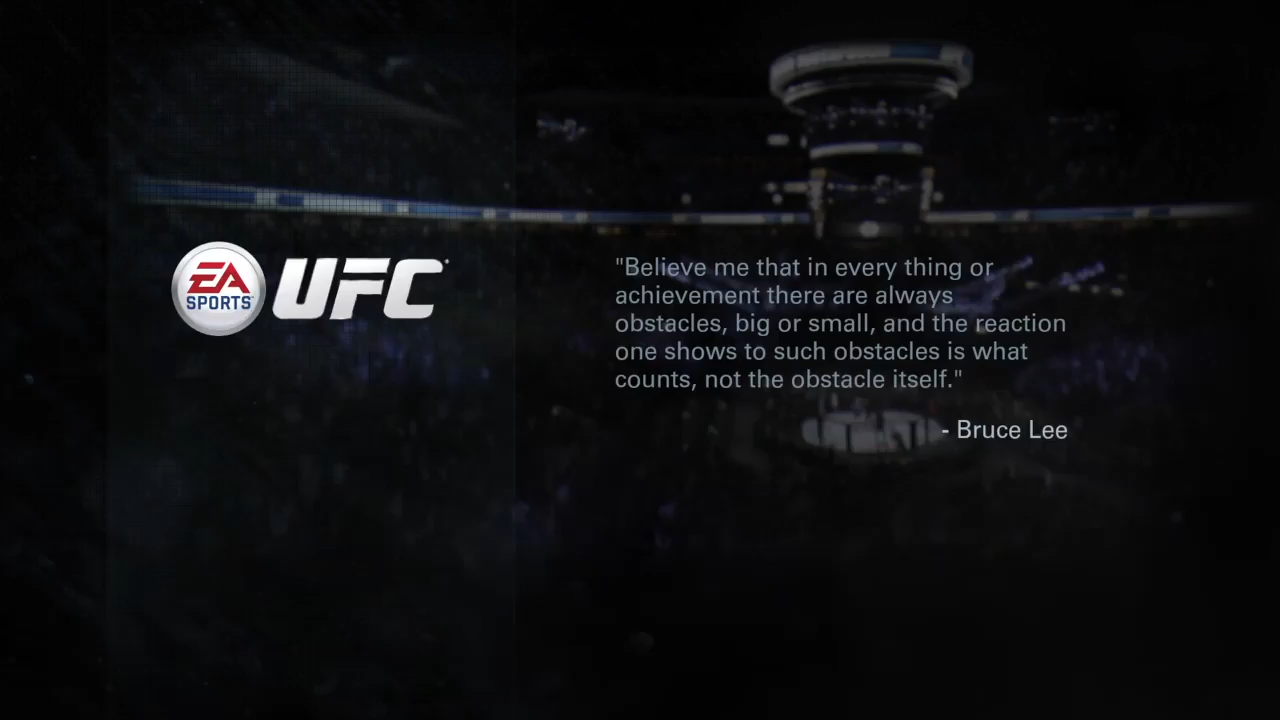 EA
SPORTS
UFC
"Believe me that in every thing or
achievement there are always
obstacles, big or small, and the reaction
one shows to such obstacles is what
counts, not the obstacle itself."
- Bruce Lee